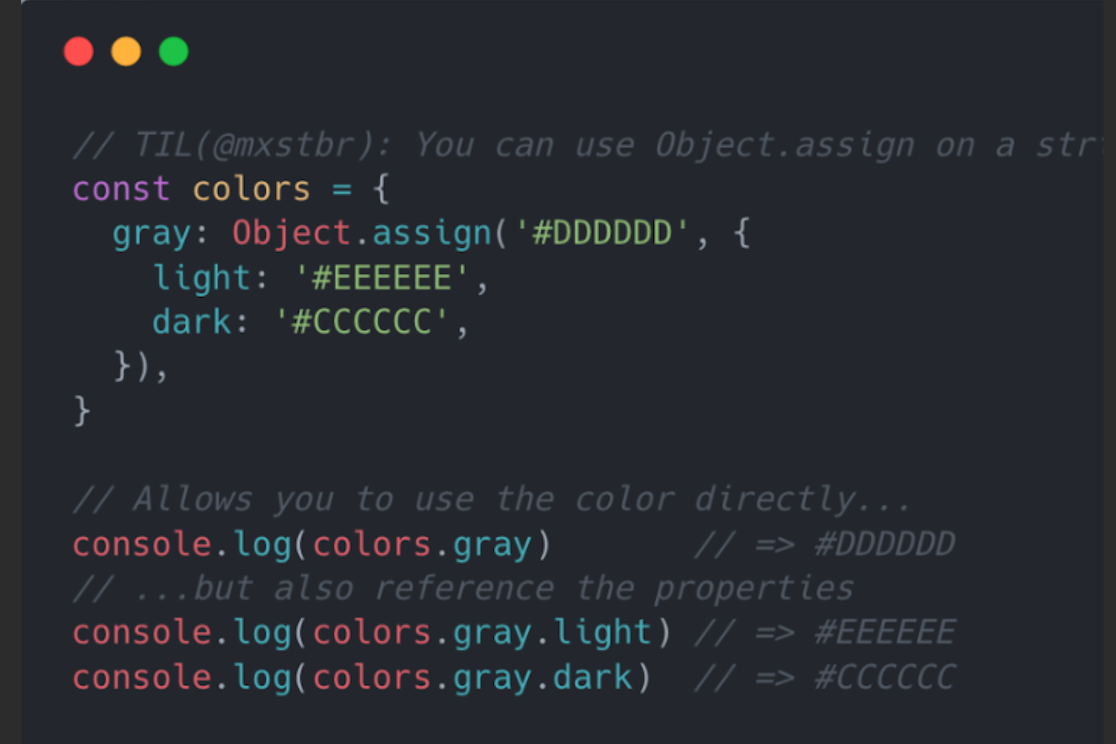 // TIL(@mxstbr): You can use Object.assign on a
const colors = {
  gray: Object.assign('#DDDDDD', {
    light: '#EEEEEE',
    dark: '#CCCCCC',
  }),
}
// Allows you to use the color directly...
console.log(colors.gray)       // => #DDDDDD
// ...but also reference the properties
console.log(colors.gray.light) // => #EEEEEE
console.log(colors.gray.dark)  // => #CCCCCC